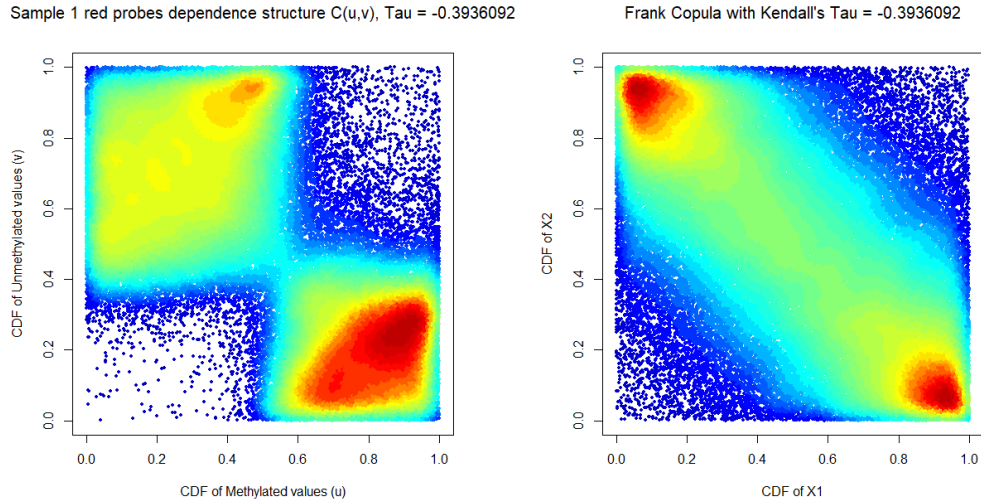 Sample 1 red probes dependence structure C(u,v), Tau = -0.3936092
CDF of Unmethylated values (v)
1.0
0.8
0.6
0.4
0.2
0.0
0.0 0.2 0.4 0.6 0.8 1.0
CDF of Methylated values (u)
Frank Copula with Kendall's Tau = -0.3936092
CDF of X2
1.0
0.8
0.6
0.4
0.2
0.0
0.0 0.2 0.4 0.6 0.8 1.0
CDF of X1